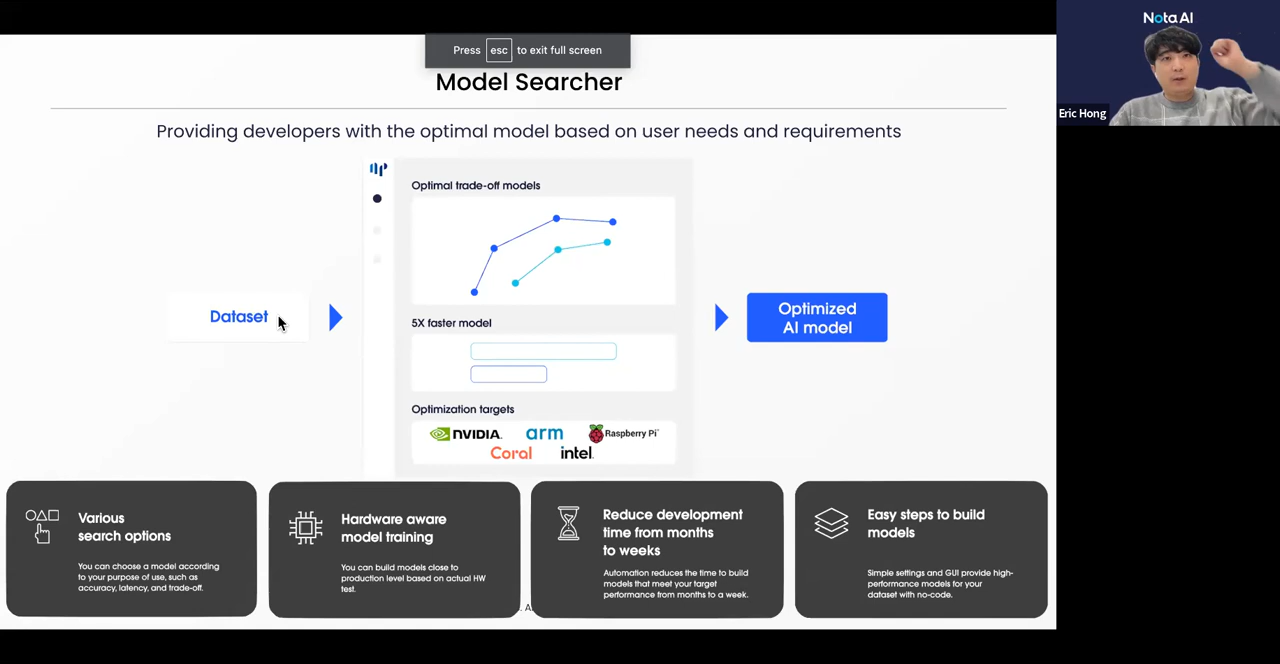 Press esc to exit full screen
Nota AI
Eric Hong
Model Searcher
Providing developers with the optimal model based on user needs and requirements
Optimal trade-off models
Dataset
5X faster model
Optimized
AI model
Optimization targets
NVIDIA. arm Raspberry Pi
Coral intel.
Various
search options
You can choose a model according
to your purpose of use, such as
accuracy, latency, and trade-off.
Hardware aware
model training
You can build models close to
production level based on actual HW
test.
Reduce development
time from months
to weeks
Automation reduces the time to build
models that meet your target
performance from months to a week.
Easy steps to build
models
Simple settings and GUI provide high-
performance models for your
dataset with no-code.